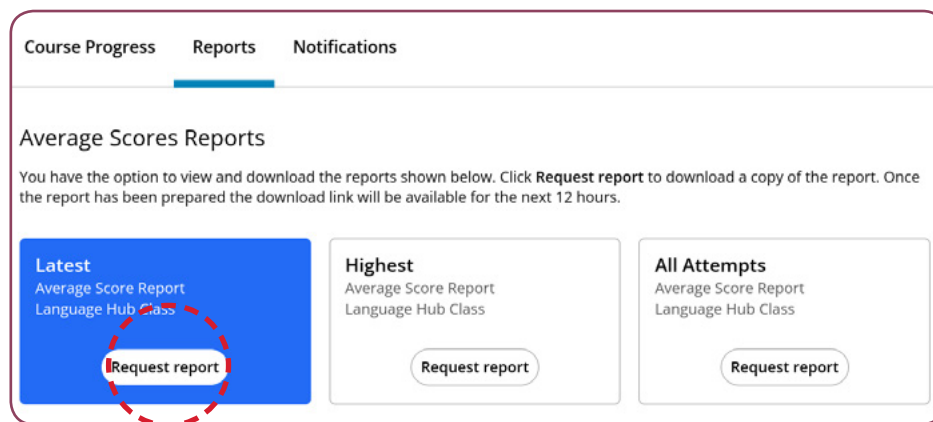 Course Progress Reports Notifications
Average Scores Reports
You have the option to view and download the reports shown below. Click Request report to download a copy of the report. Once
the report has been prepared the download link will be available for the next 12 hours.
Latest
Average Score Report
Language Hub Class
Request report
Highest
Average Score Report
Language Hub Class
Request report
All Attempts
Average Score Report
Language Hub Class
Request report